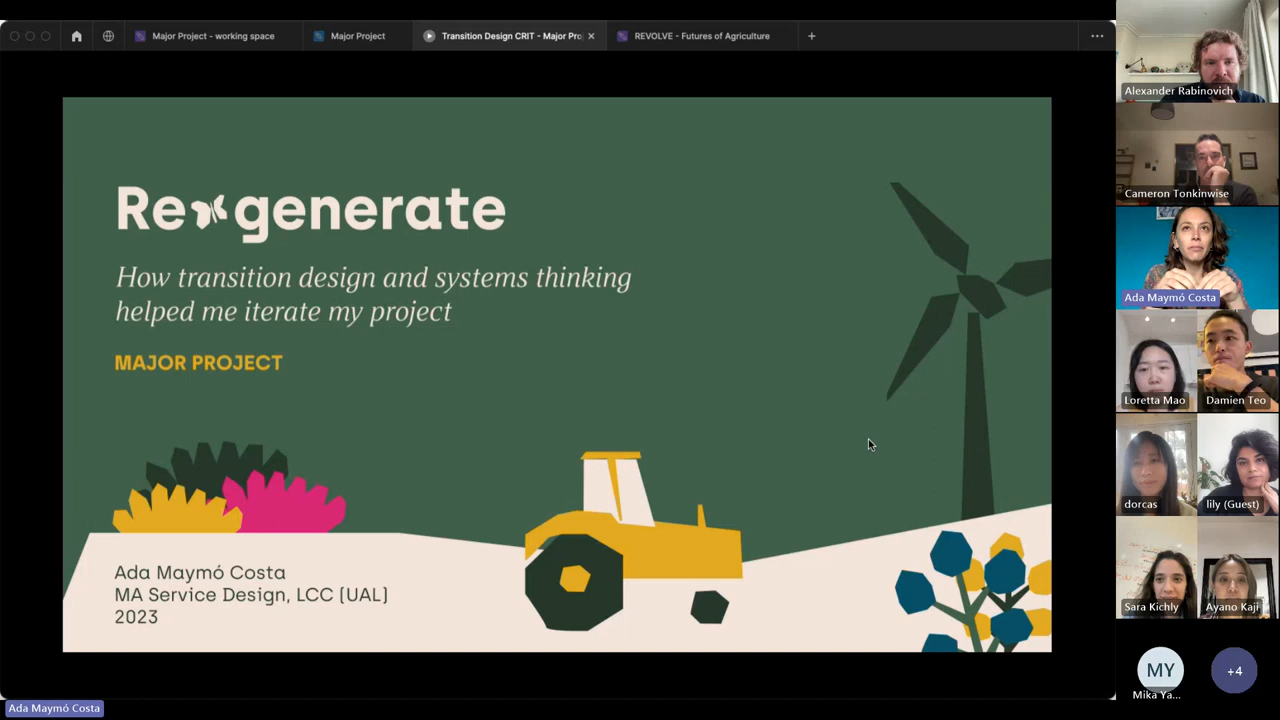 Major Project - working space
Major Project
Transition Design CRIT - Major Pro
REVOLVE - Futures of Agriculture
Re generate
How transition design and systems thinking
helped me iterate my project
MAJOR PROJECT
Ada Maymó Costa
MA Service Design, LCC (UAL)
2023
Alexander Rabinovich
Cameron Tonkinwise
Ada Maymó Costa
Loretta Mao
Damien Teo
dorcas
lily (Guest)
Sara Kichly
Ayano Kaji
MY
Mika Ya...
+4
Ada Maymó Costa